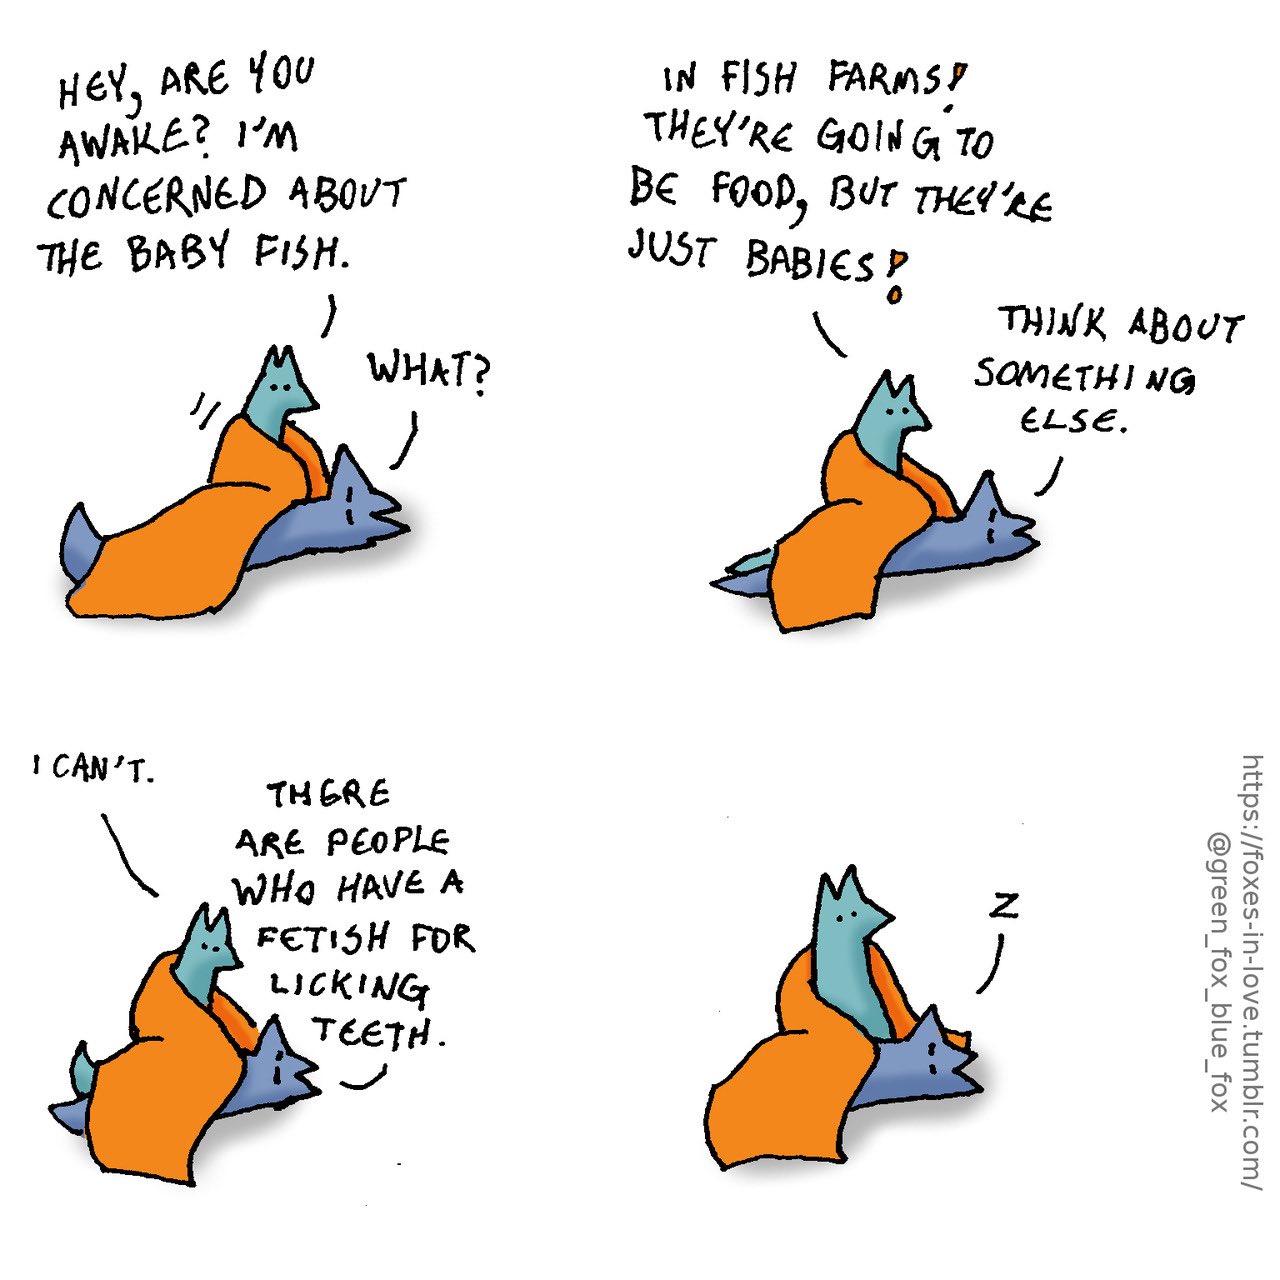 HEY, ARE YOU
AWAKE? I'M
CONCERNED ABOUT
THE BABY FISH.
WHAT?
IN FISH FARMS!
THEY'RE GOING TO
BE FOOD, BUT THEY'RE
JUST BABIES!
THINK ABOUT
SOMETHING
ELSE.
I CAN'T.
THERE
ARE PEOPLE
WHO HAVE A
FETISH FOR
LICKING
TEETH.
Z
https://foxes-in-love.tumblr.com/
@green_fox_blue_fox